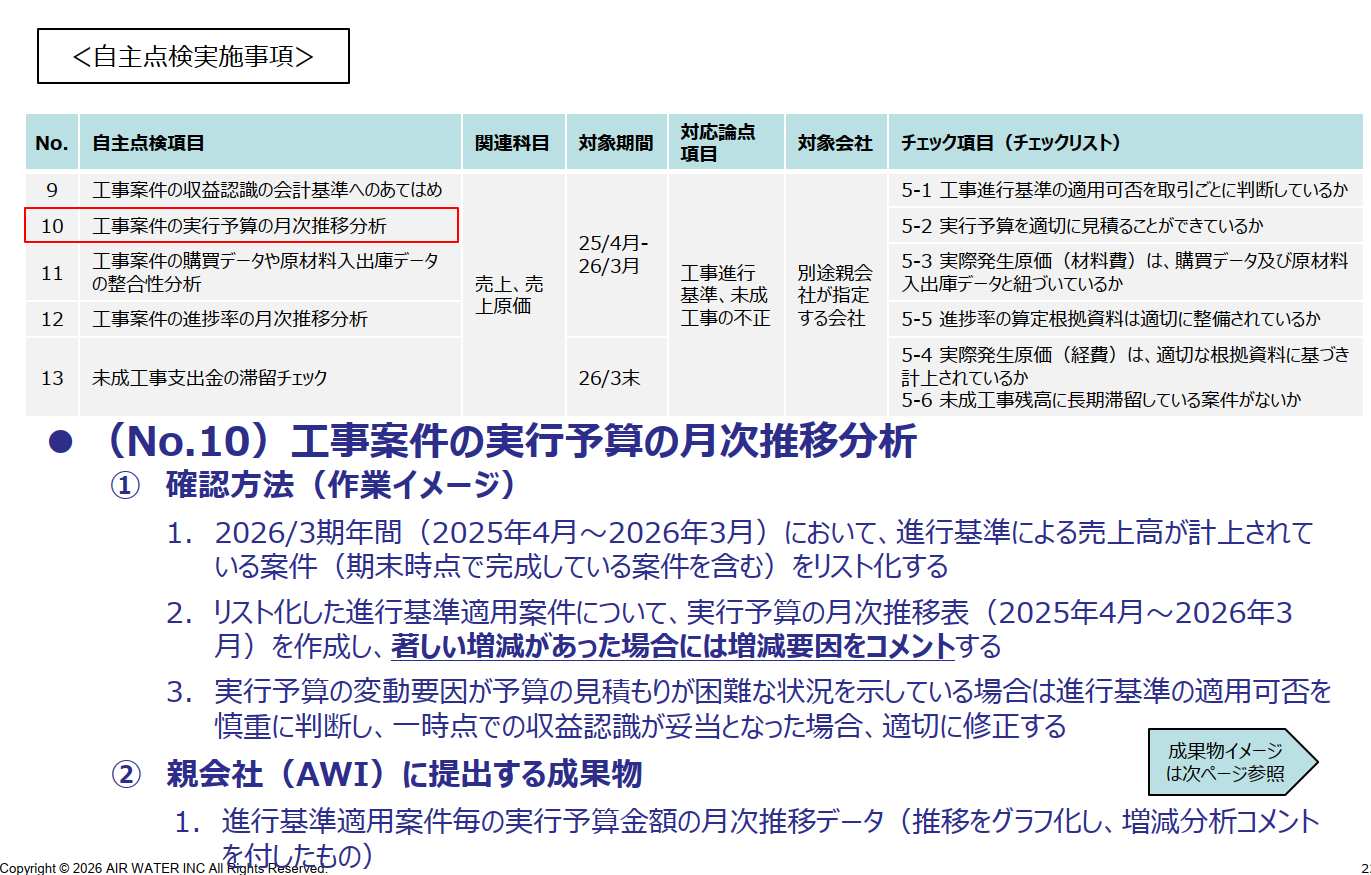 ＜自主点検実施事項＞
No.
自主点検項目
関連科目
対象期間
対応論点
項目
対象会社
チェック項目（チェックリスト）
9
工事案件の収益認識の会計基準へのあてはめ
5-1 工事進行基準の適用可否を取引ごとに判断しているか
10
工事案件の実行予算の月次推移分析
5-2 実行予算を適切に見積ることができているか
11
工事案件の購買データや原材料入出庫データ
の整合性分析
5-3 実際発生原価（材料費）は、購買データ及び原材料
入出庫データと紐づいているか
12
工事案件の進捗率の月次推移分析
5-5 進捗率の算定根拠資料は適切に整備されているか
13
未成工事支出金の滞留チェック
売上、売
上原価
25/4月-
26/3月
26/3末
工事進行
基準、未成
工事の不正
別途親会
社が指定
する会社
5-4 実際発生原価（経費）は、適切な根拠資料に基づき
計上されているか
5-6 未成工事残高に長期滞留している案件がないか
● （No.10）工事案件の実行予算の月次推移分析
① 確認方法（作業イメージ）
1. 2026/3期年間（2025年4月～2026年3月）において、進行基準による売上高が計上されて
いる案件（期末時点で完成している案件を含む）をリスト化する
2. リスト化した進行基準適用案件について、実行予算の月次推移表（2025年4月～2026年3
月）を作成し、著しい増減があった場合には増減要因をコメントする
3. 実行予算の変動要因が予算の見積もりが困難な状況を示している場合は進行基準の適用可否を
慎重に判断し、一時点での収益認識が妥当となった場合、適切に修正する
成果物イメージ
は次ページ参照
② 親会社（AWI）に提出する成果物
1. 進行基準適用案件毎の実行予算金額の月次推移データ（推移をグラフ化し、増減分析コメント
を付したもの）
Copyright © 2026 AIR WATER INC All Rights Reserved.